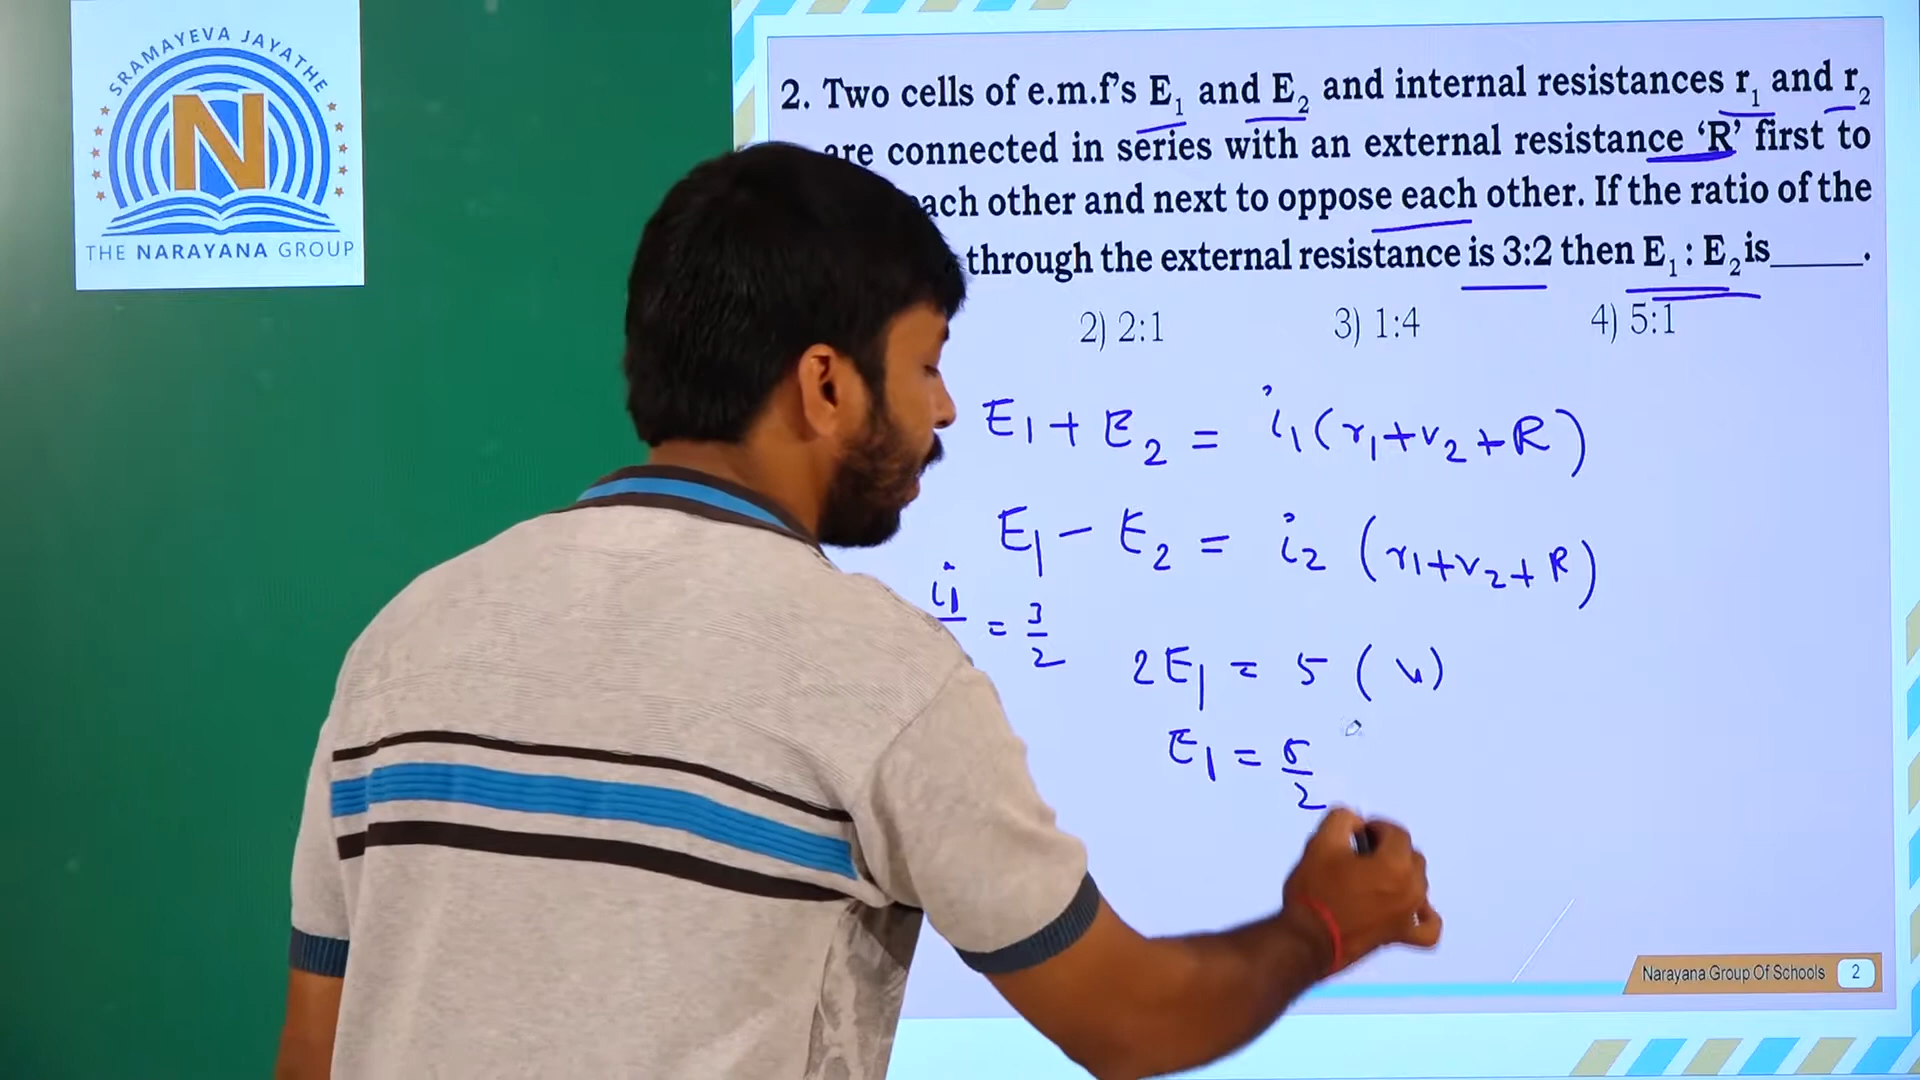 SRAMAYEVA JAYATHE
N
THE NARAYANA GROUP
2. Two cells of e.m.f's E₁ and E₂ and internal resistances r₁ and r₂
are connected in series with an external resistance ‘R’ first to
each other and next to oppose each other. If the ratio of the
through the external resistance is 3:2 then E₁ : E₂ is_____.
2) 2:1 3) 1:4 4) 5:1
E₁ + E₂ = i₁ (r₁+r₂+R)
E₁ - E₂ = i₂ (r₁+r₂+R)
i₁ = 3/2
2E₁ = 5 ( )
E₁ = 5/2
Narayana Group Of Schools 2